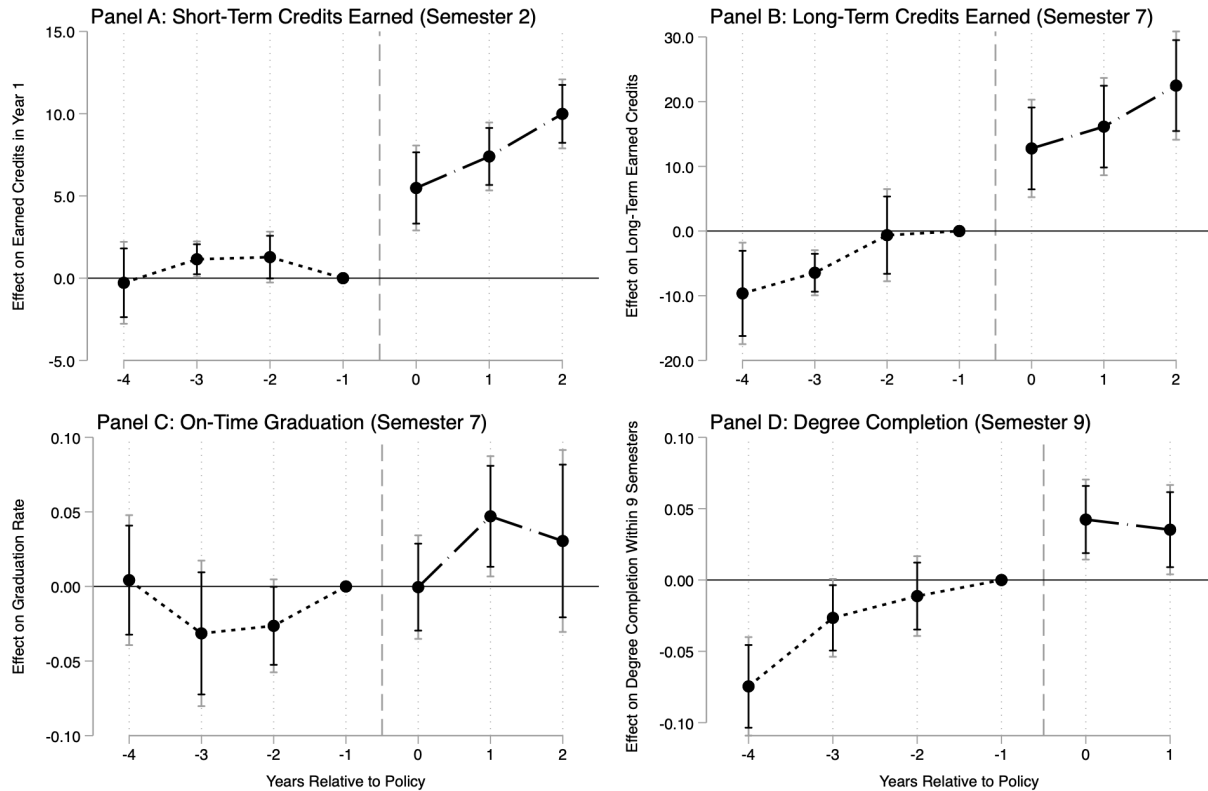 Panel A: Short-Term Credits Earned (Semester 2)
Effect on Earned Credits in Year 1
15.0
10.0
5.0
0.0
-5.0
-4 -3 -2 -1 0 1 2
Panel B: Long-Term Credits Earned (Semester 7)
Effect on Long-Term Earned Credits
30.0
20.0
10.0
0.0
-10.0
-20.0
-4 -3 -2 -1 0 1 2
Panel C: On-Time Graduation (Semester 7)
Effect on Graduation Rate
0.10
0.05
0.00
-0.05
-0.10
-4 -3 -2 -1 0 1 2
Years Relative to Policy
Panel D: Degree Completion (Semester 9)
Effect on Degree Completion Within 9 Semesters
0.10
0.05
0.00
-0.05
-0.10
-4 -3 -2 -1 0 1
Years Relative to Policy